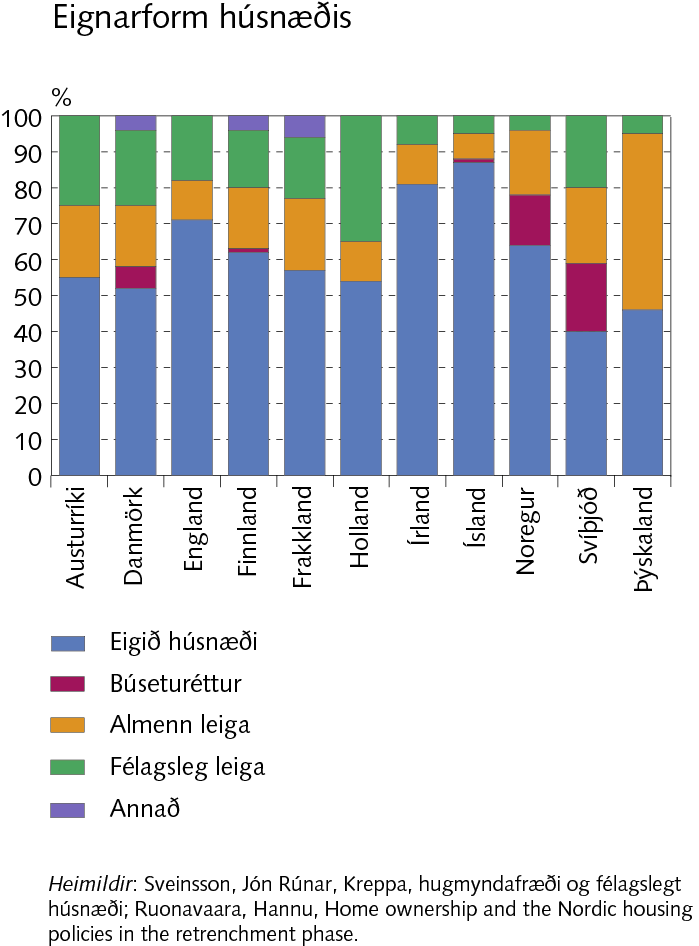 Eignarform húsnæðis
%
100
90
80
70
60
50
40
30
20
10
0
Austurríki
Danmörk
England
Finnland
Frakkland
Holland
Írland
Ísland
Noregur
Svíþjóð
Þýskaland
Eigið húsnæði
Búseturéttur
Almenn leiga
Félagsleg leiga
Annað
Heimildir: Sveinsson, Jón Rúnar, Kreppa, hugmyndafræði og félagslegt
húsnæði; Ruonavaara, Hannu, Home ownership and the Nordic housing
policies in the retrenchment phase.